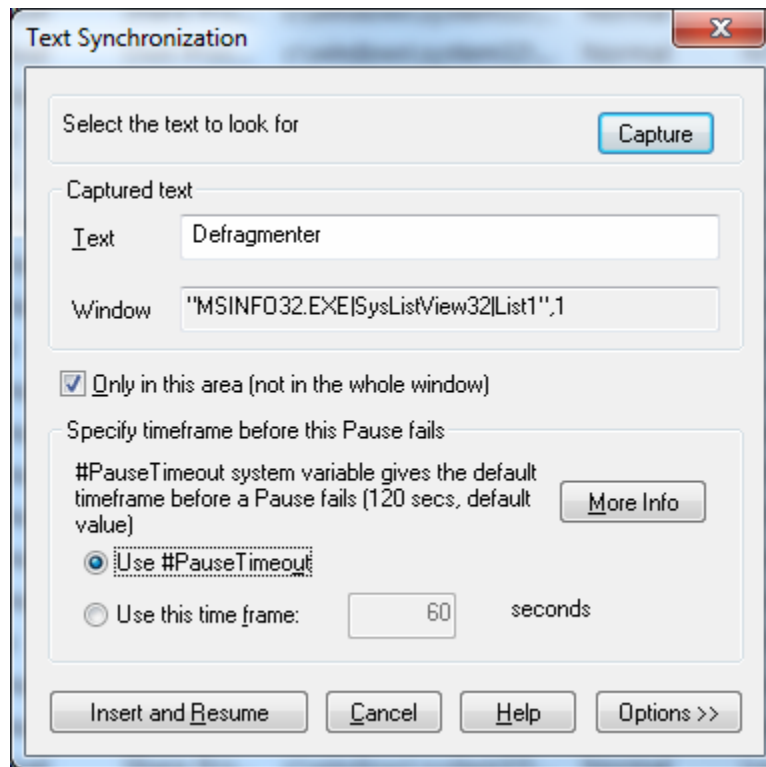 Text Synchronization
Select the text to look for
Capture
Captured text
Text
Defragmenter
Window
"MSINFO32.EXE|SysListView32|List1",1
Only in this area (not in the whole window)
Specify timeframe before this Pause fails
#PauseTimeout system variable gives the default
timeframe before a Pause fails (120 secs, default
value)
More Info
Use #PauseTimeout
Use this time frame:
60
seconds
Insert and Resume
Cancel
Help
Options >>